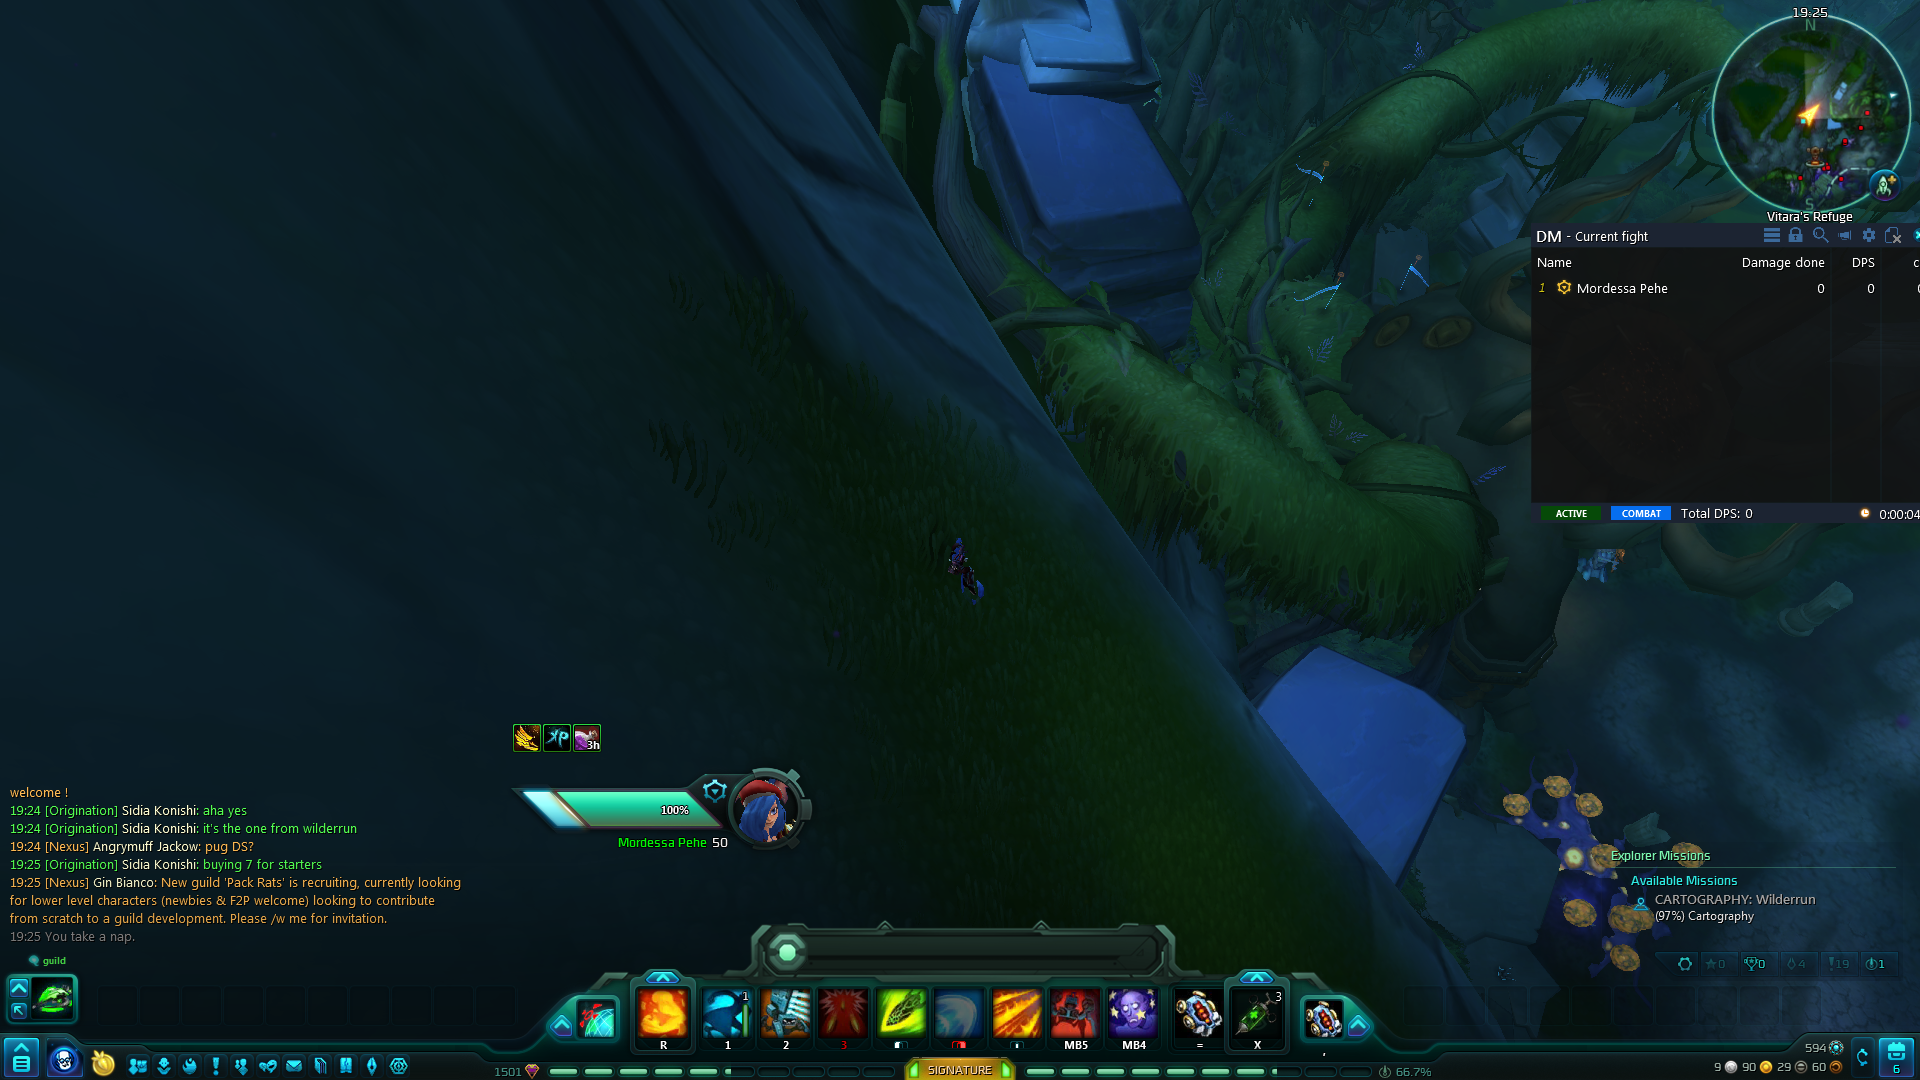 19:25
N
S
Vitara's Refuge
DM - Current fight
Name Damage done DPS c
1 Mordessa Pehe 0 0 0
ACTIVE COMBAT Total DPS: 0 0:00:04
3h
100%
Mordessa Pehe 50
welcome !
19:24 [Origination] Sidia Konishi: aha yes
19:24 [Origination] Sidia Konishi: it's the one from wilderrun
19:24 [Nexus] Angrymuff Jackow: pug DS?
19:25 [Origination] Sidia Konishi: buying 7 for starters
19:25 [Nexus] Gin Bianco: New guild 'Pack Rats' is recruiting, currently looking
for lower level characters (newbies & F2P welcome) looking to contribute
from scratch to a guild development. Please /w me for invitation.
19:25 You take a nap.
guild
Explorer Missions
Available Missions
CARTOGRAPHY: Wilderrun
(97%) Cartography
0 0 4 19 1
1 3
R 1 2 3 MB5 MB4 = X ,
1501 SIGNATURE 66.7%
594
9 90 29 60
6